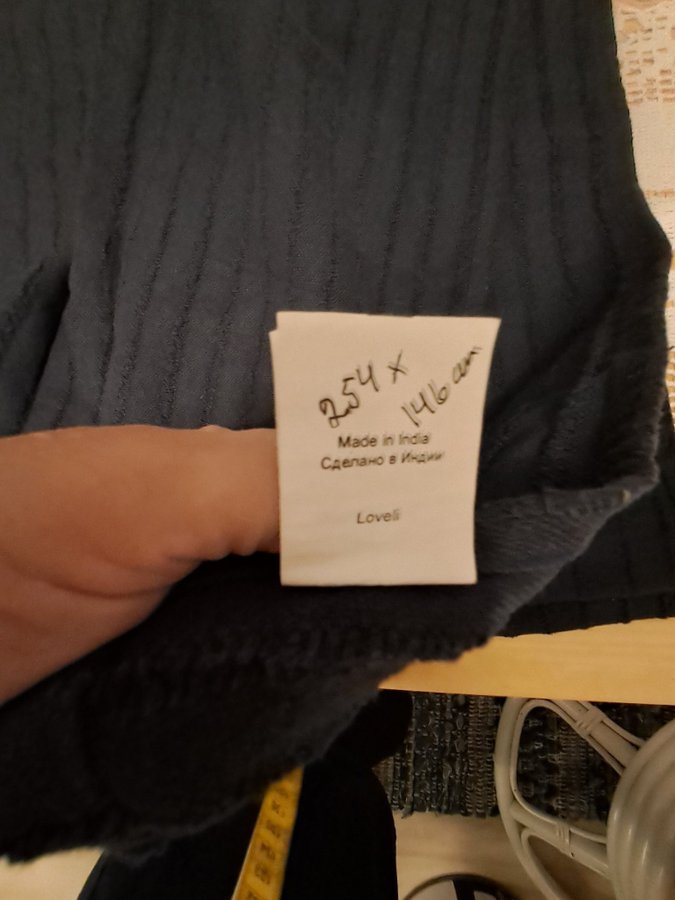 254 x
146 cm
Made in India
Сделано в Индии
Loveli